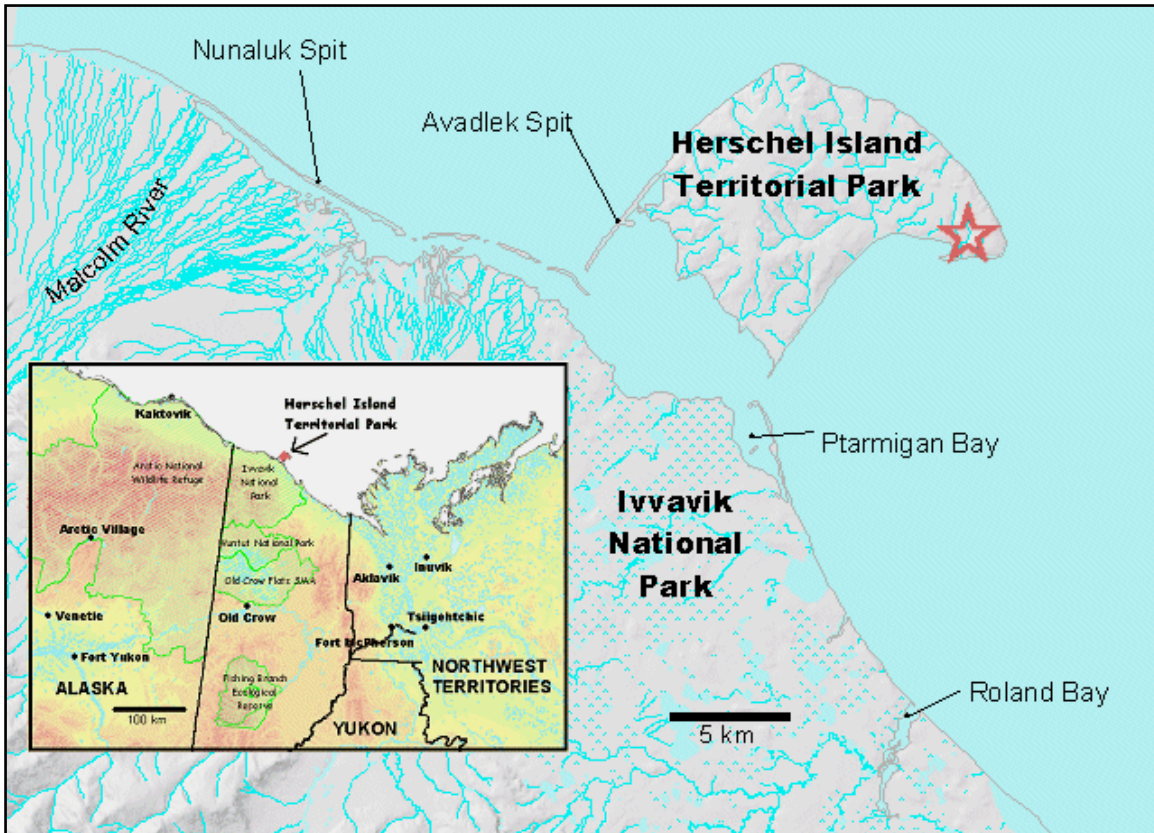 Nunaluk Spit
Avadlek Spit
Herschel Island
Territorial Park
Malcolm River
Ptarmigan Bay
Ivvavik
National
Park
Roland Bay
5 km
Herschel Island
Territorial Park
Kaktovik
Arctic National
Wildlife Refuge
Ivvavik
National
Park
Arctic Village
Vuntut National Park
Old Crow Flats SMA
Aklavik
Inuvik
Venetie
Old Crow
Tsiigehtchic
Fort McPherson
Fort Yukon
Fishing Branch
Ecological
Reserve
NORTHWEST
TERRITORIES
ALASKA
100 km
YUKON